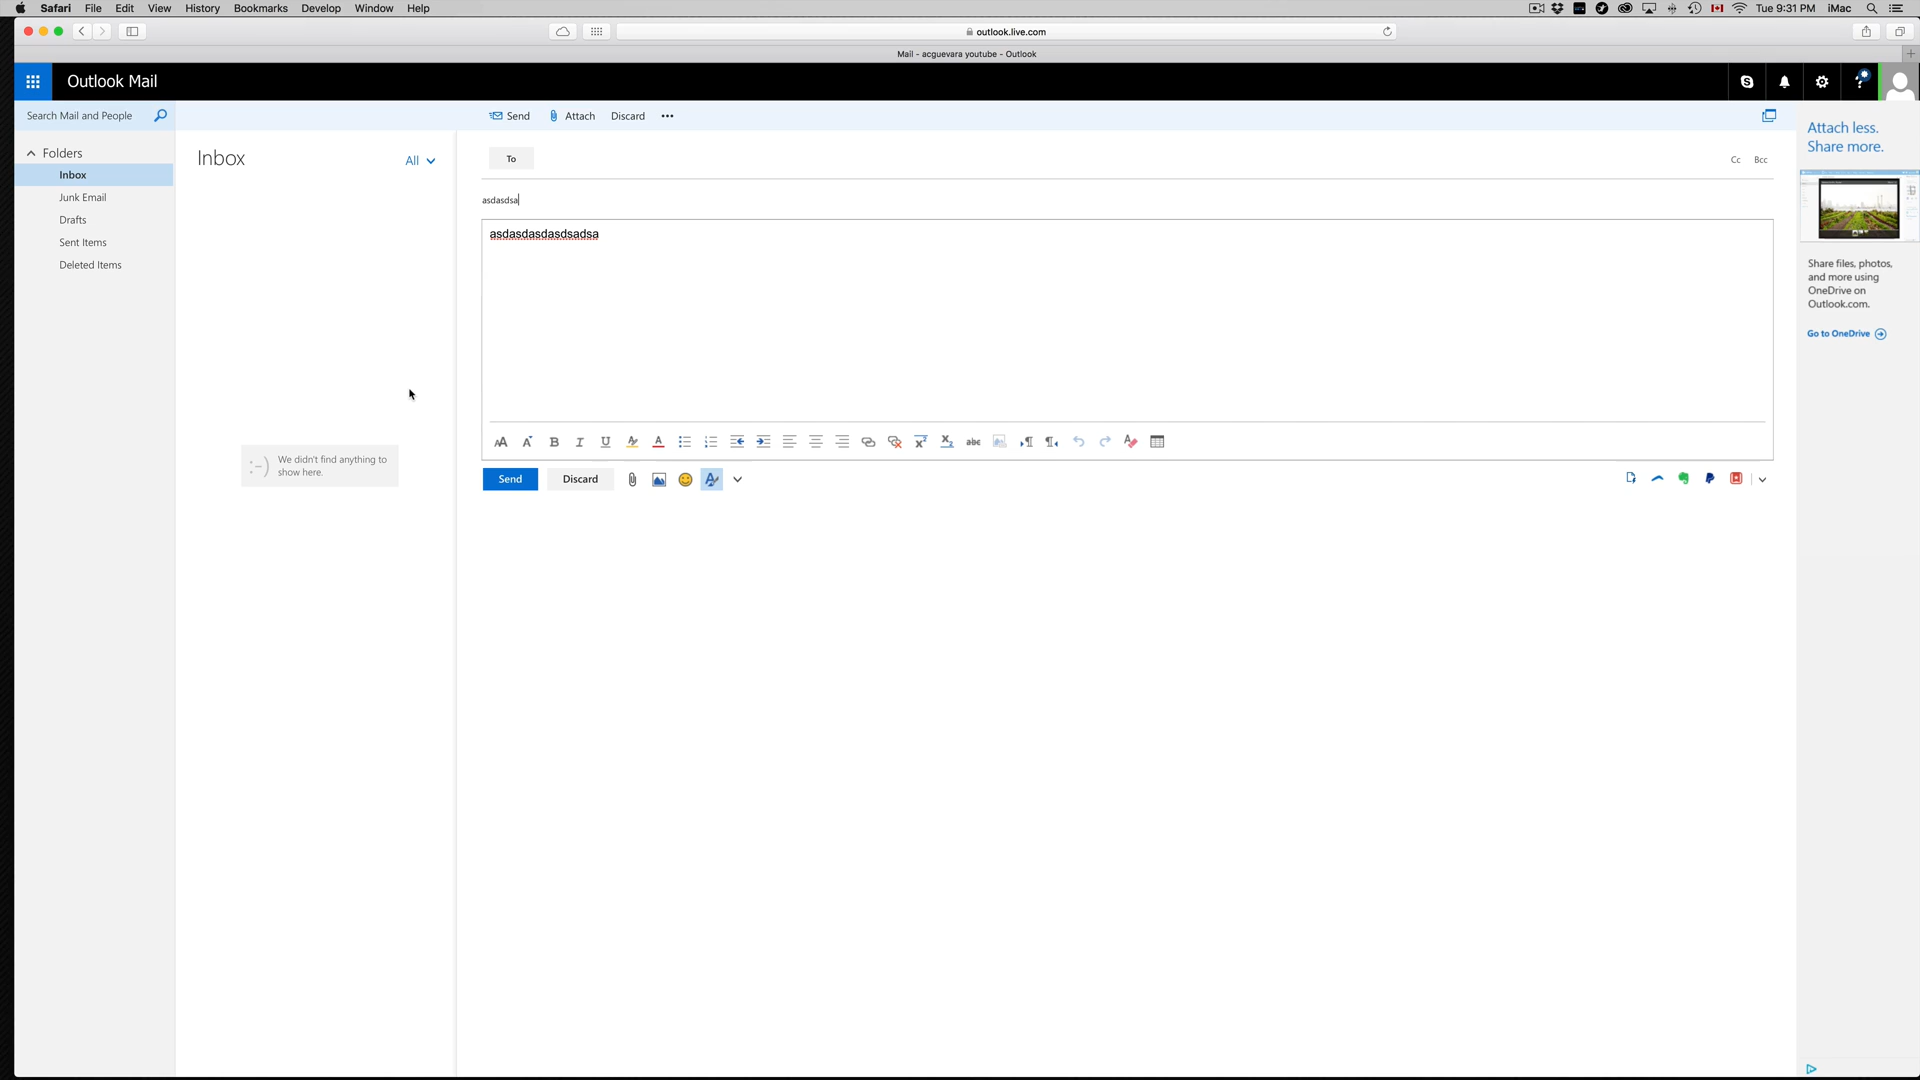 Safari File Edit View History Bookmarks Develop Window Help
Tue 9:31 PM iMac
outlook.live.com
Mail - acguevara youtube - Outlook
Outlook Mail
Search Mail and People
Send Attach Discard
Folders
Inbox
Junk Email
Drafts
Sent Items
Deleted Items
Inbox
All
We didn't find anything to
show here.
To
Cc Bcc
asdasdsa
asdasdasdasdsadsa
Send Discard
Attach less.
Share more.
Share files, photos,
and more using
OneDrive on
Outlook.com.
Go to OneDrive